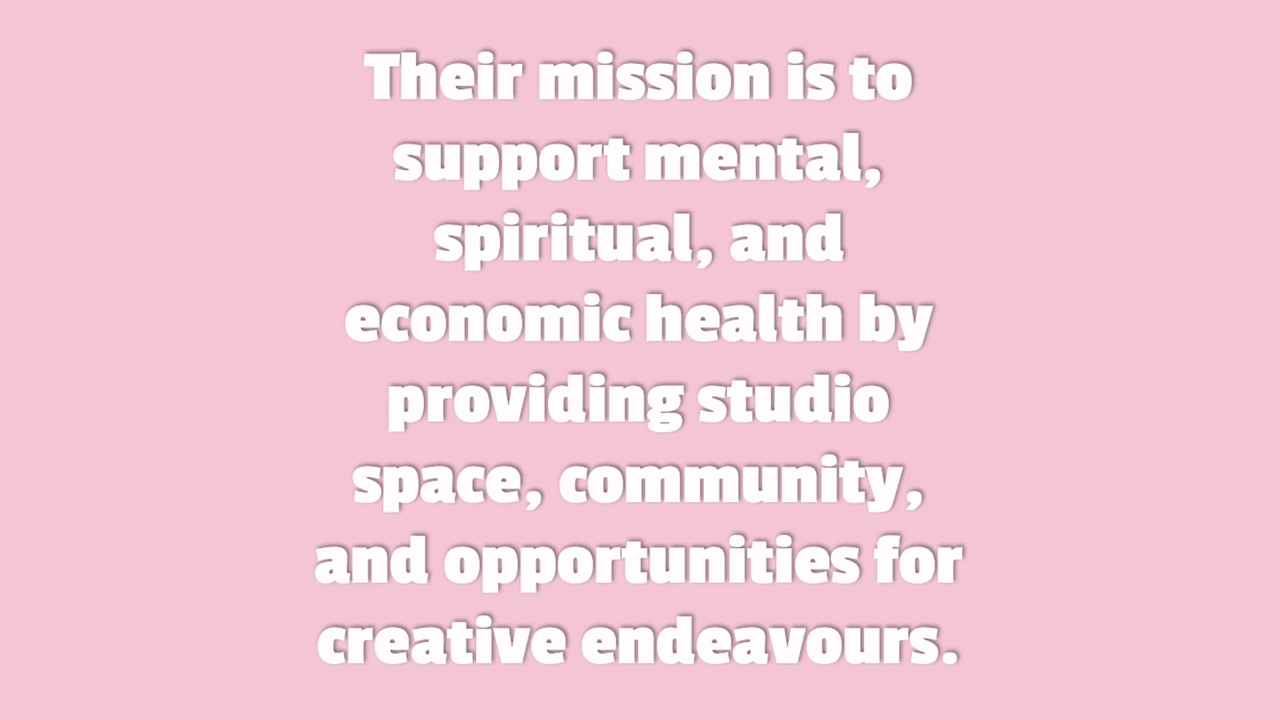 Their mission is to
support mental,
spiritual, and
economic health by
providing studio
space, community,
and opportunities for
creative endeavours.